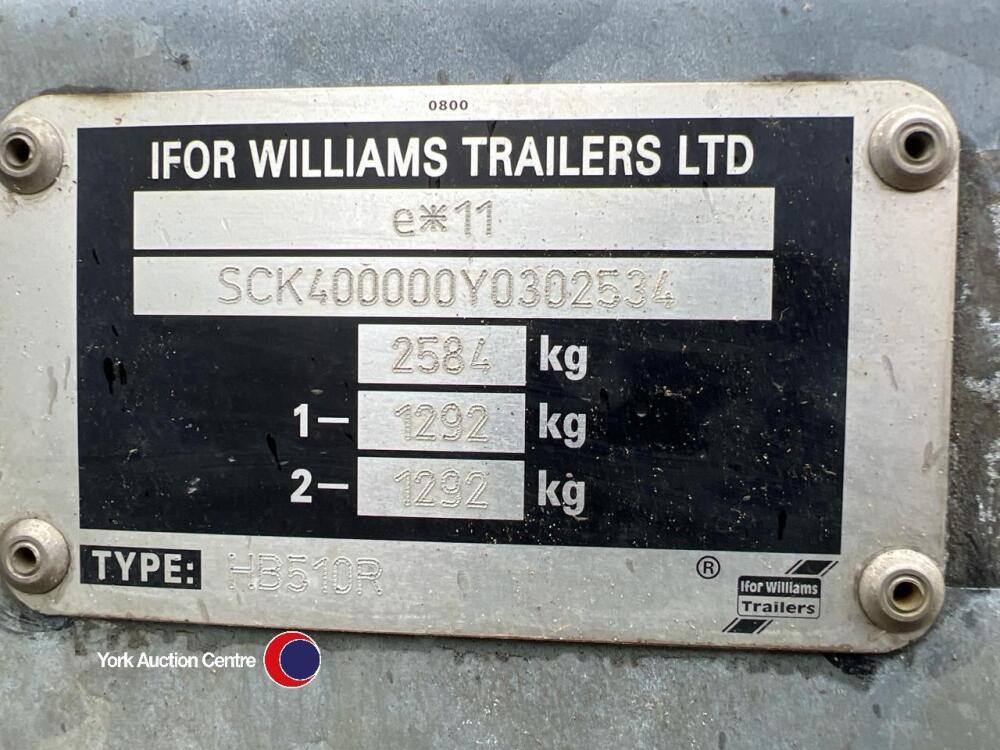 0800
IFOR WILLIAMS TRAILERS LTD
e*11
SCK400000Y0302534
2584 kg
1- 1292 kg
2- 1292 kg
TYPE: HB510R
®
Ifor Williams
Trailers
York Auction Centre